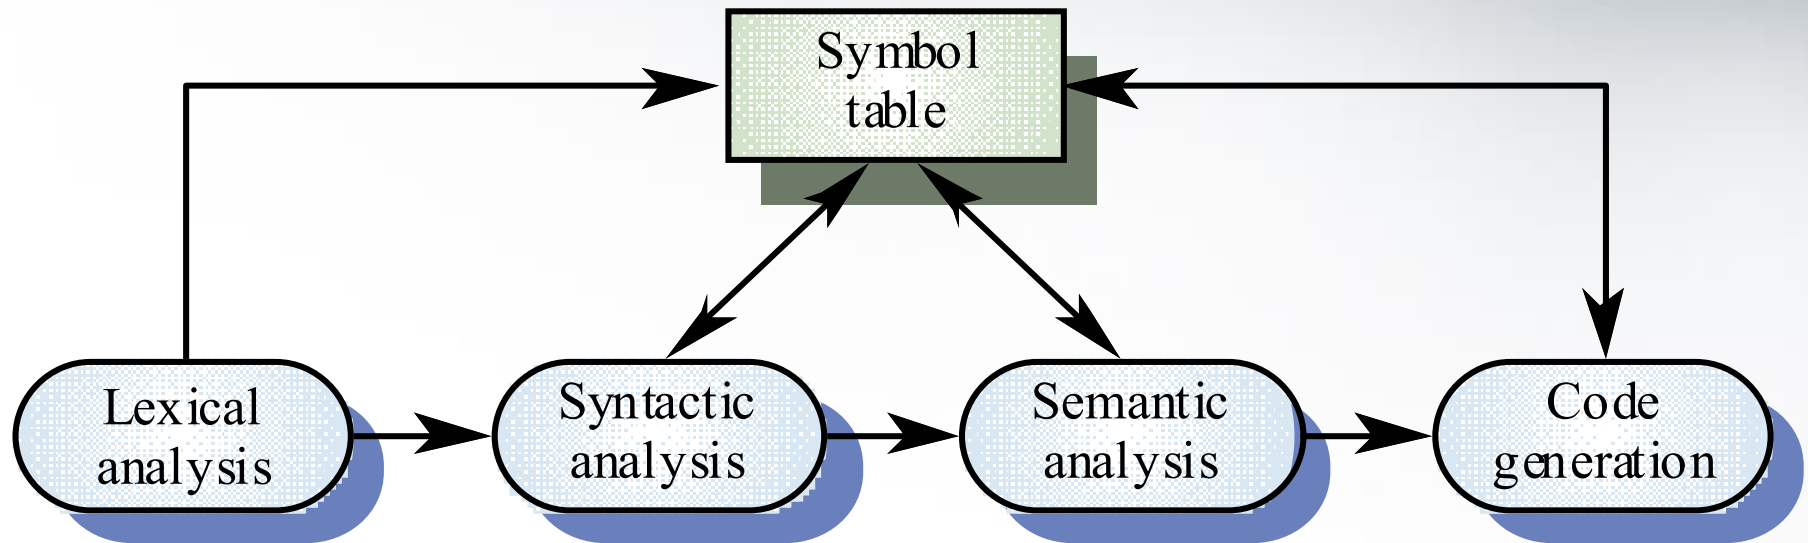 Symbol
table
Lexical
analysis
Syntactic
analysis
Semantic
analysis
Code
generation